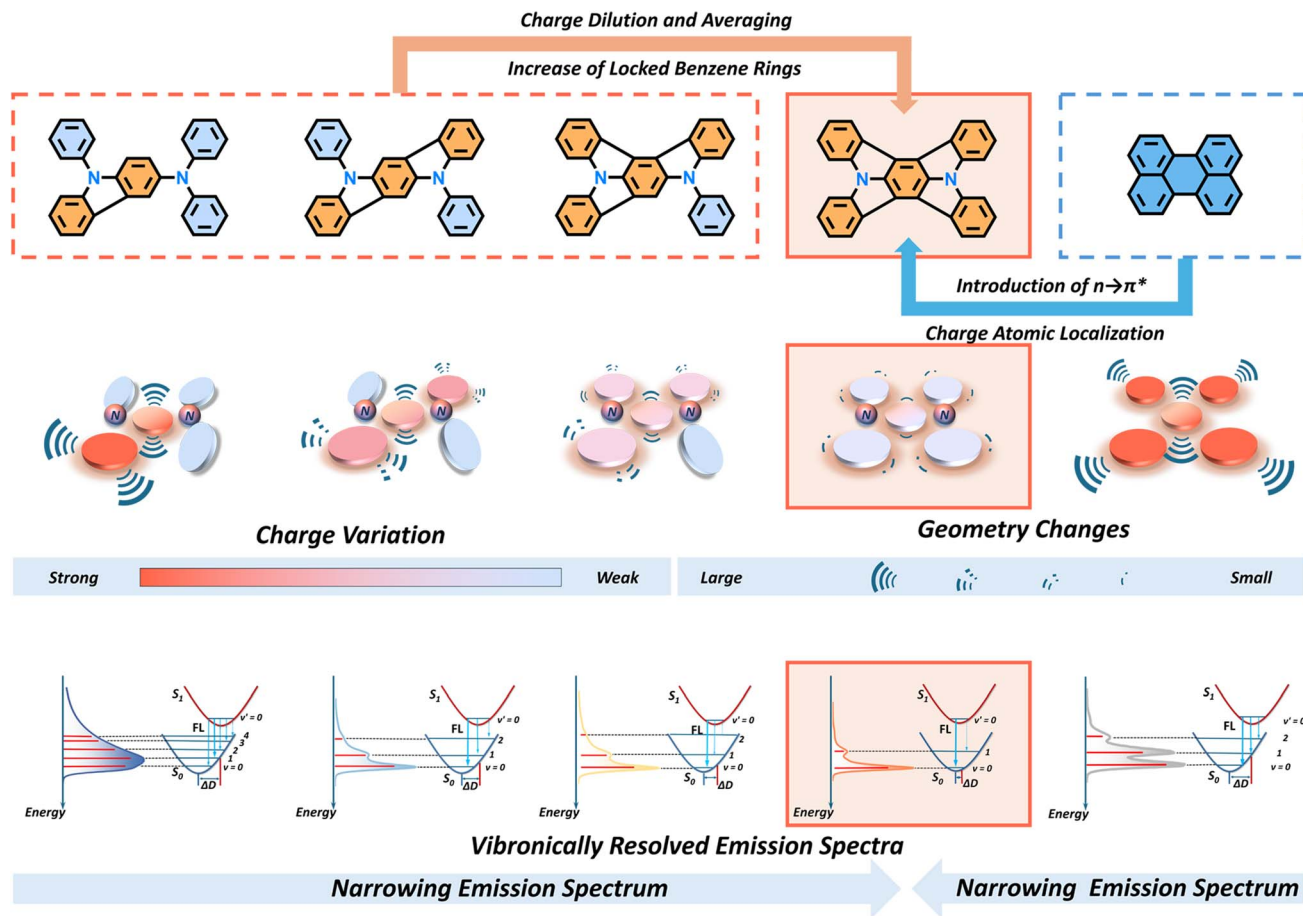 Charge Dilution and Averaging
Increase of Locked Benzene Rings
N N
N N
N N
N N
Introduction of n→π*
Charge Atomic Localization
N N
N N
N N
N N
Charge Variation
Geometry Changes
Strong Weak
Large Small
S1 v'=0 FL 4 3 2 1 v=0 S0 ΔD Energy
S1 v'=0 FL 2 1 v=0 S0 ΔD Energy
S1 v'=0 FL 2 1 v=0 S0 ΔD Energy
S1 v'=0 FL 1 v=0 S0 ΔD Energy
S1 v'=0 FL 2 1 v=0 S0 ΔD Energy
Vibronically Resolved Emission Spectra
Narrowing Emission Spectrum
Narrowing Emission Spectrum